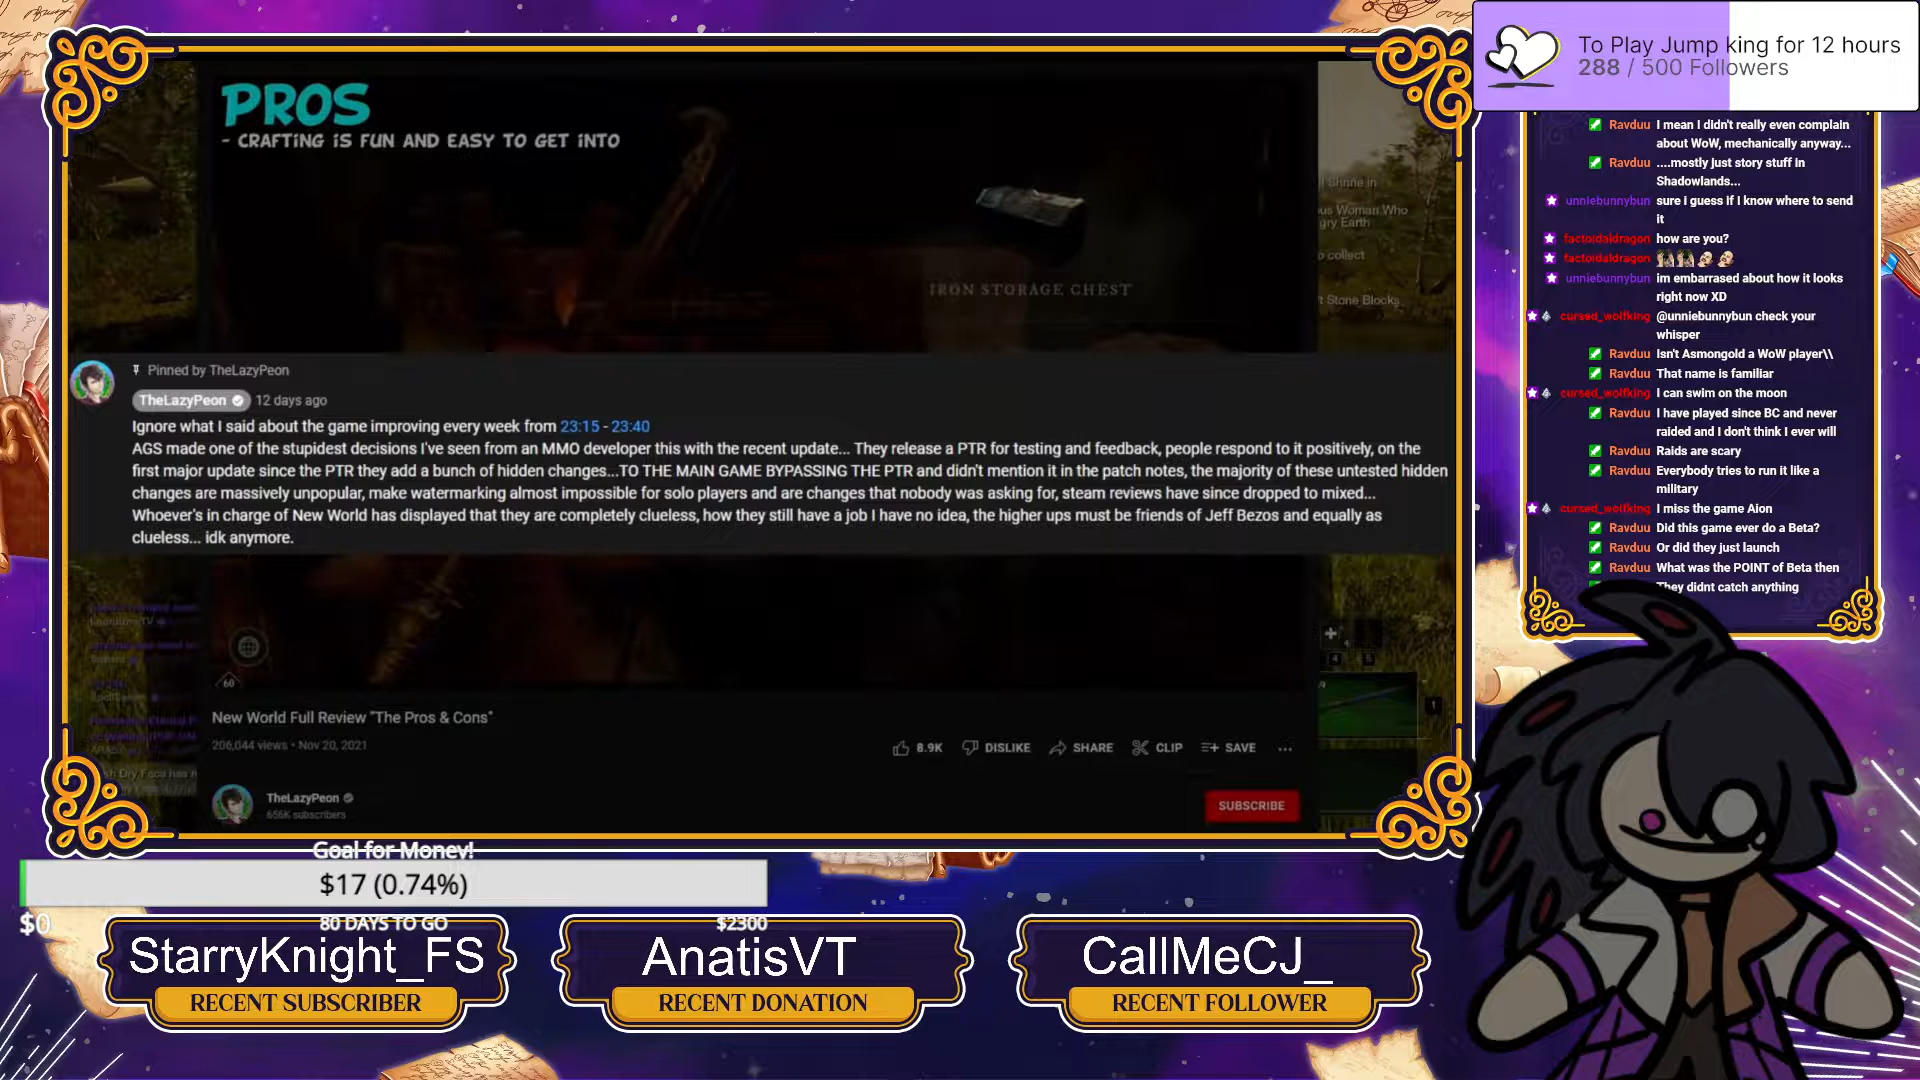 To Play Jump king for 12 hours
288 / 500 Followers
PROS
- CRAFTING IS FUN AND EASY TO GET INTO
Shrine in
us Woman Who
gry Earth
collect
IRON STORAGE CHEST
t Stone Blocks
Pinned by TheLazyPeon
TheLazyPeon 12 days ago
Ignore what I said about the game improving every week from 23:15 - 23:40
AGS made one of the stupidest decisions I've seen from an MMO developer this with the recent update... They release a PTR for testing and feedback, people respond to it positively, on the
first major update since the PTR they add a bunch of hidden changes...TO THE MAIN GAME BYPASSING THE PTR and didn't mention it in the patch notes, the majority of these untested hidden
changes are massively unpopular, make watermarking almost impossible for solo players and are changes that nobody was asking for, steam reviews have since dropped to mixed...
Whoever's in charge of New World has displayed that they are completely clueless, how they still have a job I have no idea, the higher ups must be friends of Jeff Bezos and equally as
clueless... idk anymore.
60
New World Full Review "The Pros & Cons"
206,044 views • Nov 20, 2021
8.9K DISLIKE SHARE CLIP SAVE ...
TheLazyPeon
656K subscribers
SUBSCRIBE
Ravduu I mean I didn't really even complain
about WoW, mechanically anyway...
Ravduu ....mostly just story stuff in
Shadowlands...
unniebunnybun sure I guess if I know where to send
it
factoidaldragon how are you?
factoidaldragon
unniebunnybun im embarrased about how it looks
right now XD
cursed_wolfking @unniebunnybun check your
whisper
Ravduu Isn't Asmongold a WoW player\\
Ravduu That name is familiar
cursed_wolfking I can swim on the moon
Ravduu I have played since BC and never
raided and I don't think I ever will
Ravduu Raids are scary
Ravduu Everybody tries to run it like a
military
cursed_wolfking I miss the game Aion
Ravduu Did this game ever do a Beta?
Ravduu Or did they just launch
Ravduu What was the POINT of Beta then
They didnt catch anything
Goal for Money!
$17 (0.74%)
$0
80 DAYS TO GO
$2300
StarryKnight_FS
RECENT SUBSCRIBER
AnatisVT
RECENT DONATION
CallMeCJ_
RECENT FOLLOWER